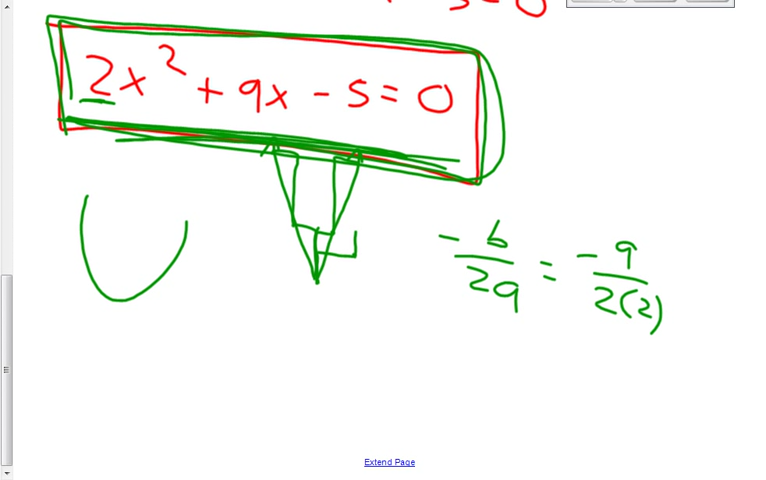 2x² + 9x - 5 = 0
-b/2a = -9/2(2)
Extend Page